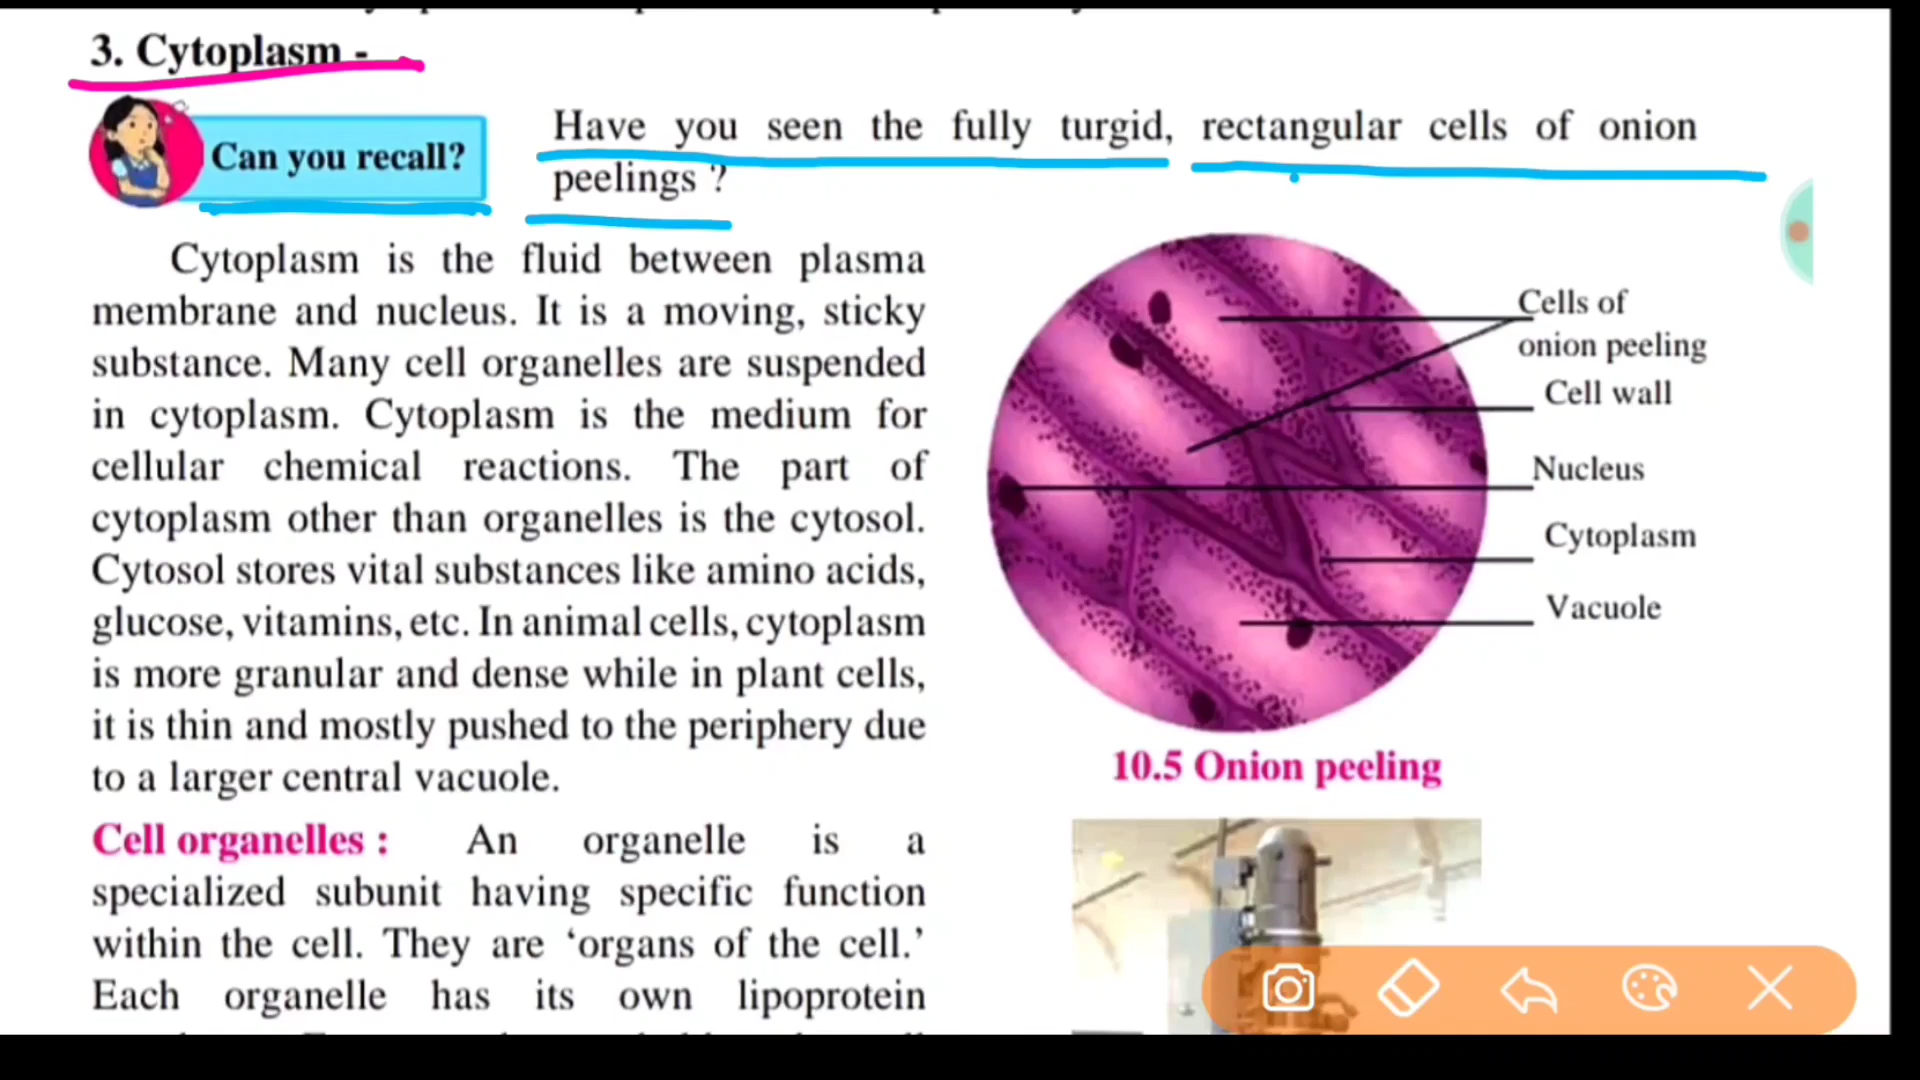 3. Cytoplasm -
Can you recall?
Have you seen the fully turgid, rectangular cells of onion
peelings ?
Cytoplasm is the fluid between plasma
membrane and nucleus. It is a moving, sticky
substance. Many cell organelles are suspended
in cytoplasm. Cytoplasm is the medium for
cellular chemical reactions. The part of
cytoplasm other than organelles is the cytosol.
Cytosol stores vital substances like amino acids,
glucose, vitamins, etc. In animal cells, cytoplasm
is more granular and dense while in plant cells,
it is thin and mostly pushed to the periphery due
to a larger central vacuole.
Cells of
onion peeling
Cell wall
Nucleus
Cytoplasm
Vacuole
10.5 Onion peeling
Cell organelles : An organelle is a
specialized subunit having specific function
within the cell. They are ‘organs of the cell.’
Each organelle has its own lipoprotein